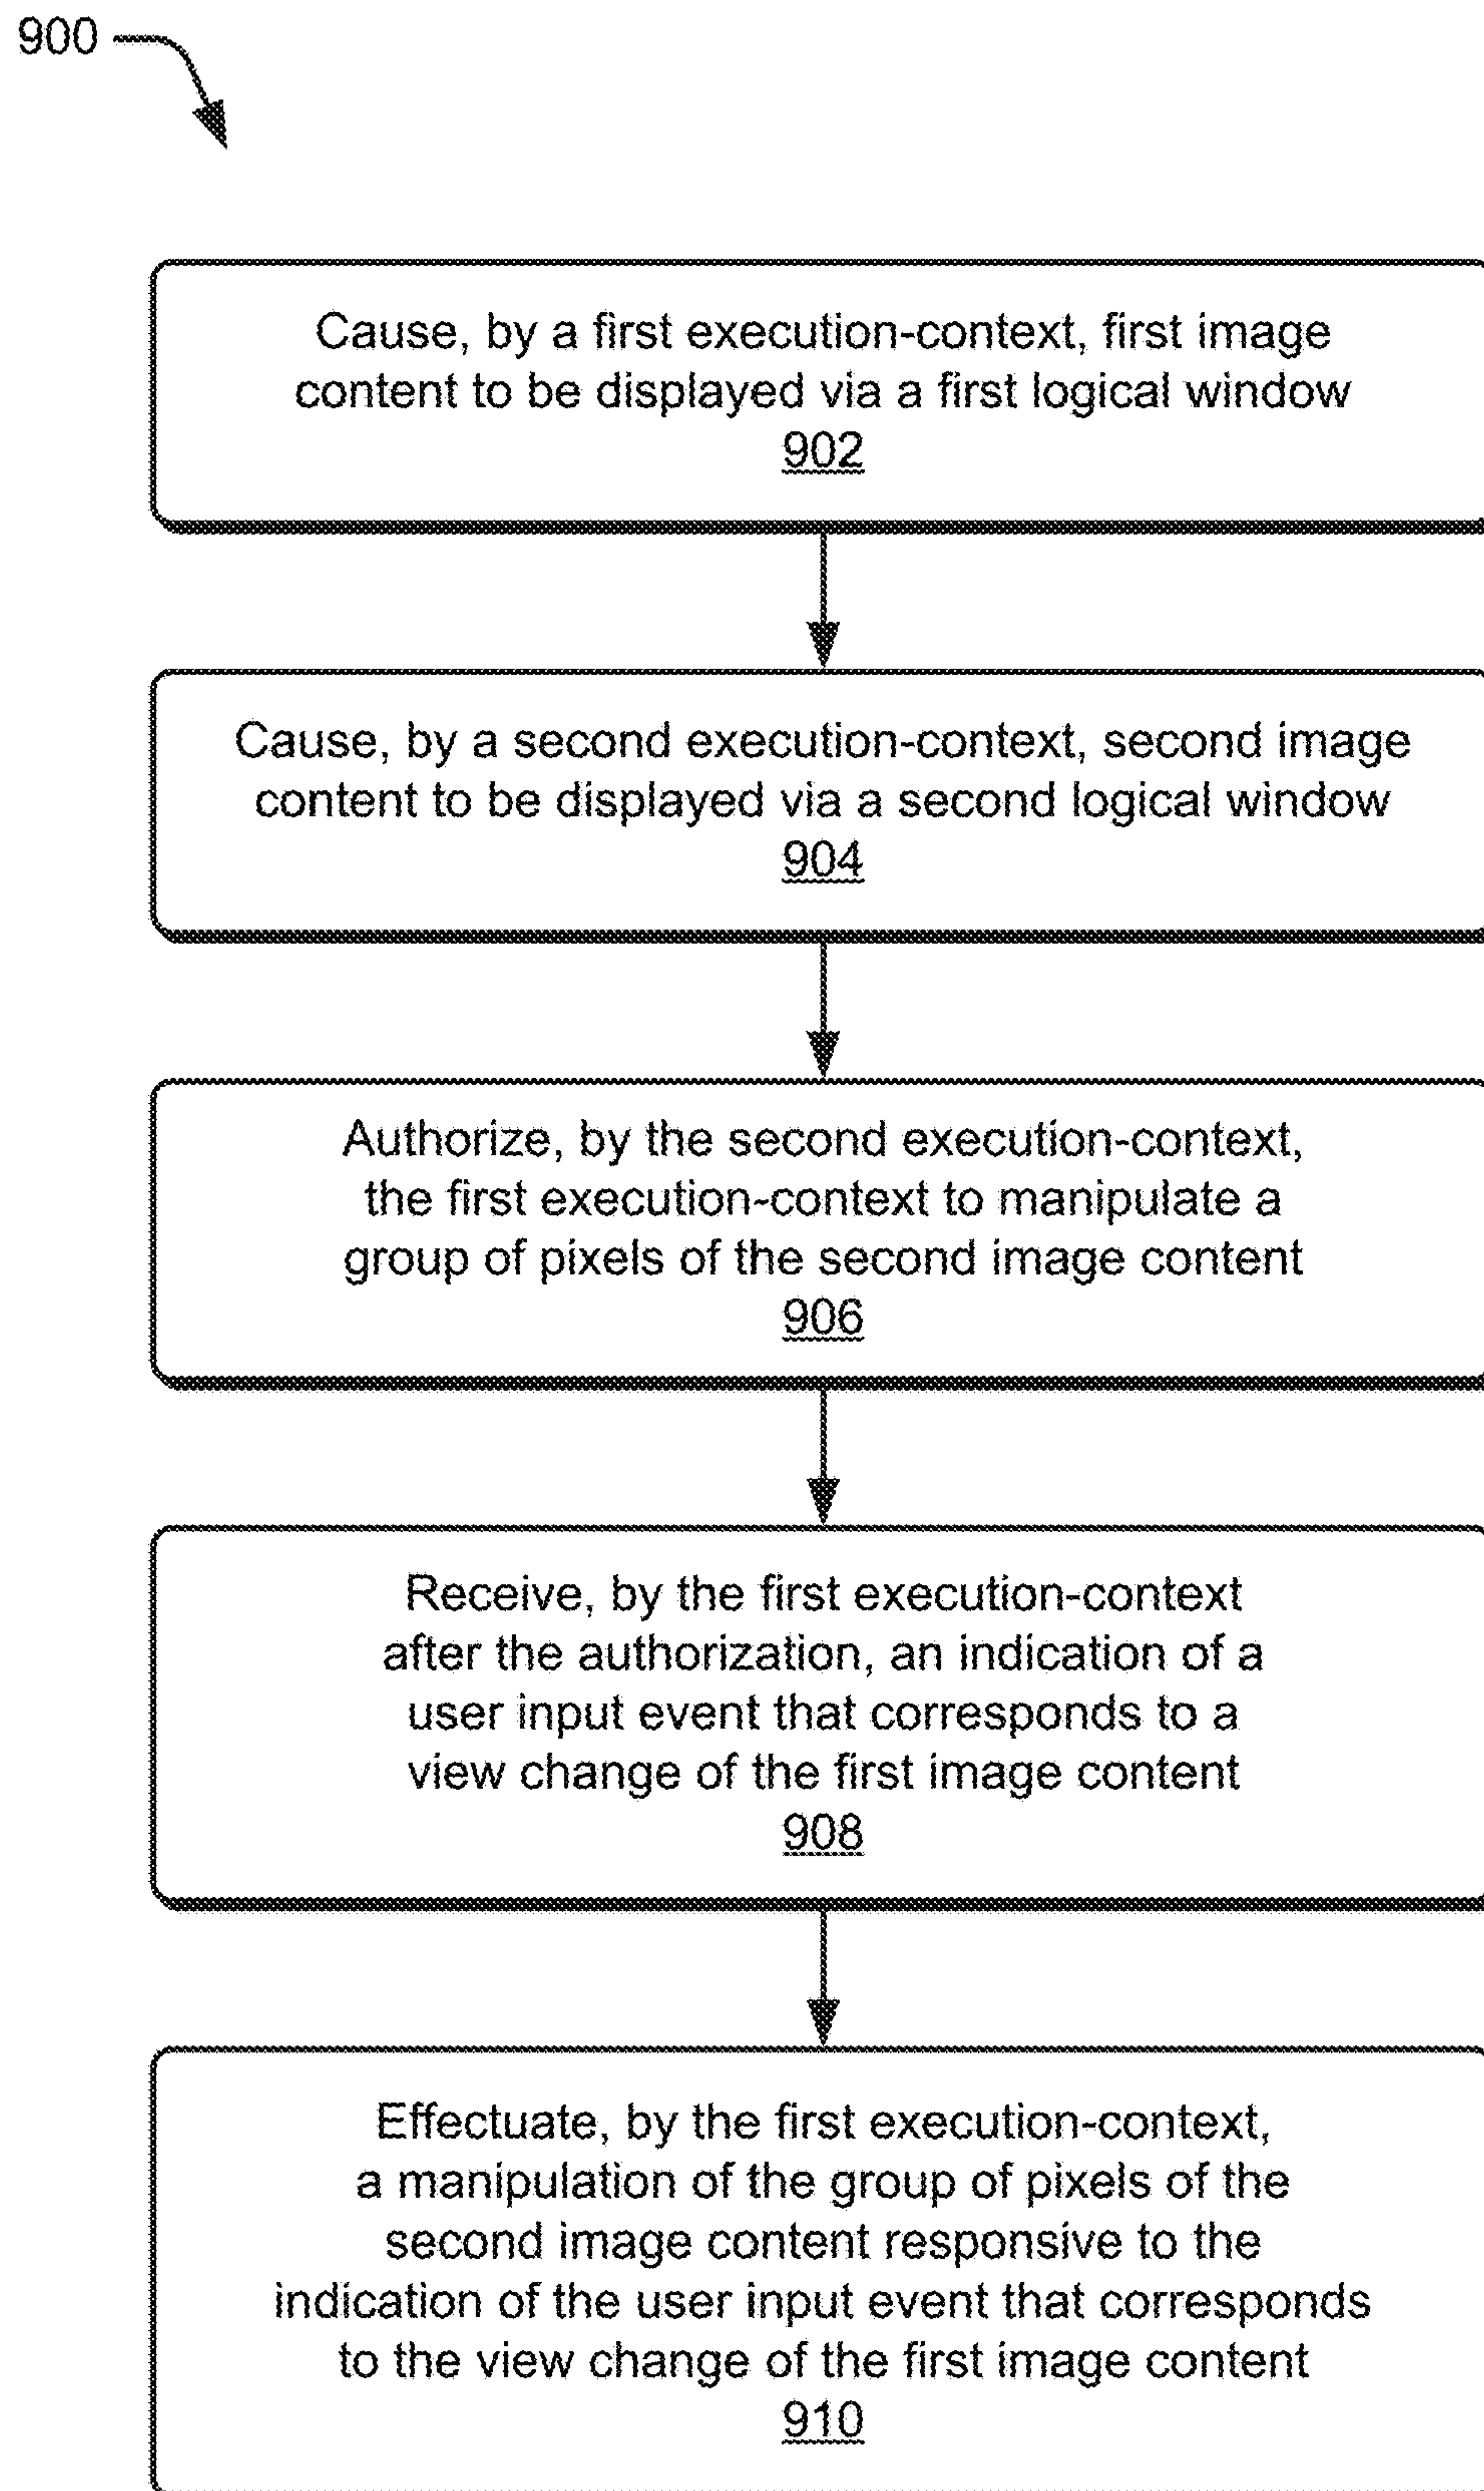 900
Cause, by a first execution-context, first image
content to be displayed via a first logical window
902
Cause, by a second execution-context, second image
content to be displayed via a second logical window
904
Authorize, by the second execution-context,
the first execution-context to manipulate a
group of pixels of the second image content
906
Receive, by the first execution-context
after the authorization, an indication of a
user input event that corresponds to a
view change of the first image content
908
Effectuate, by the first execution-context,
a manipulation of the group of pixels of the
second image content responsive to the
indication of the user input event that corresponds
to the view change of the first image content
910